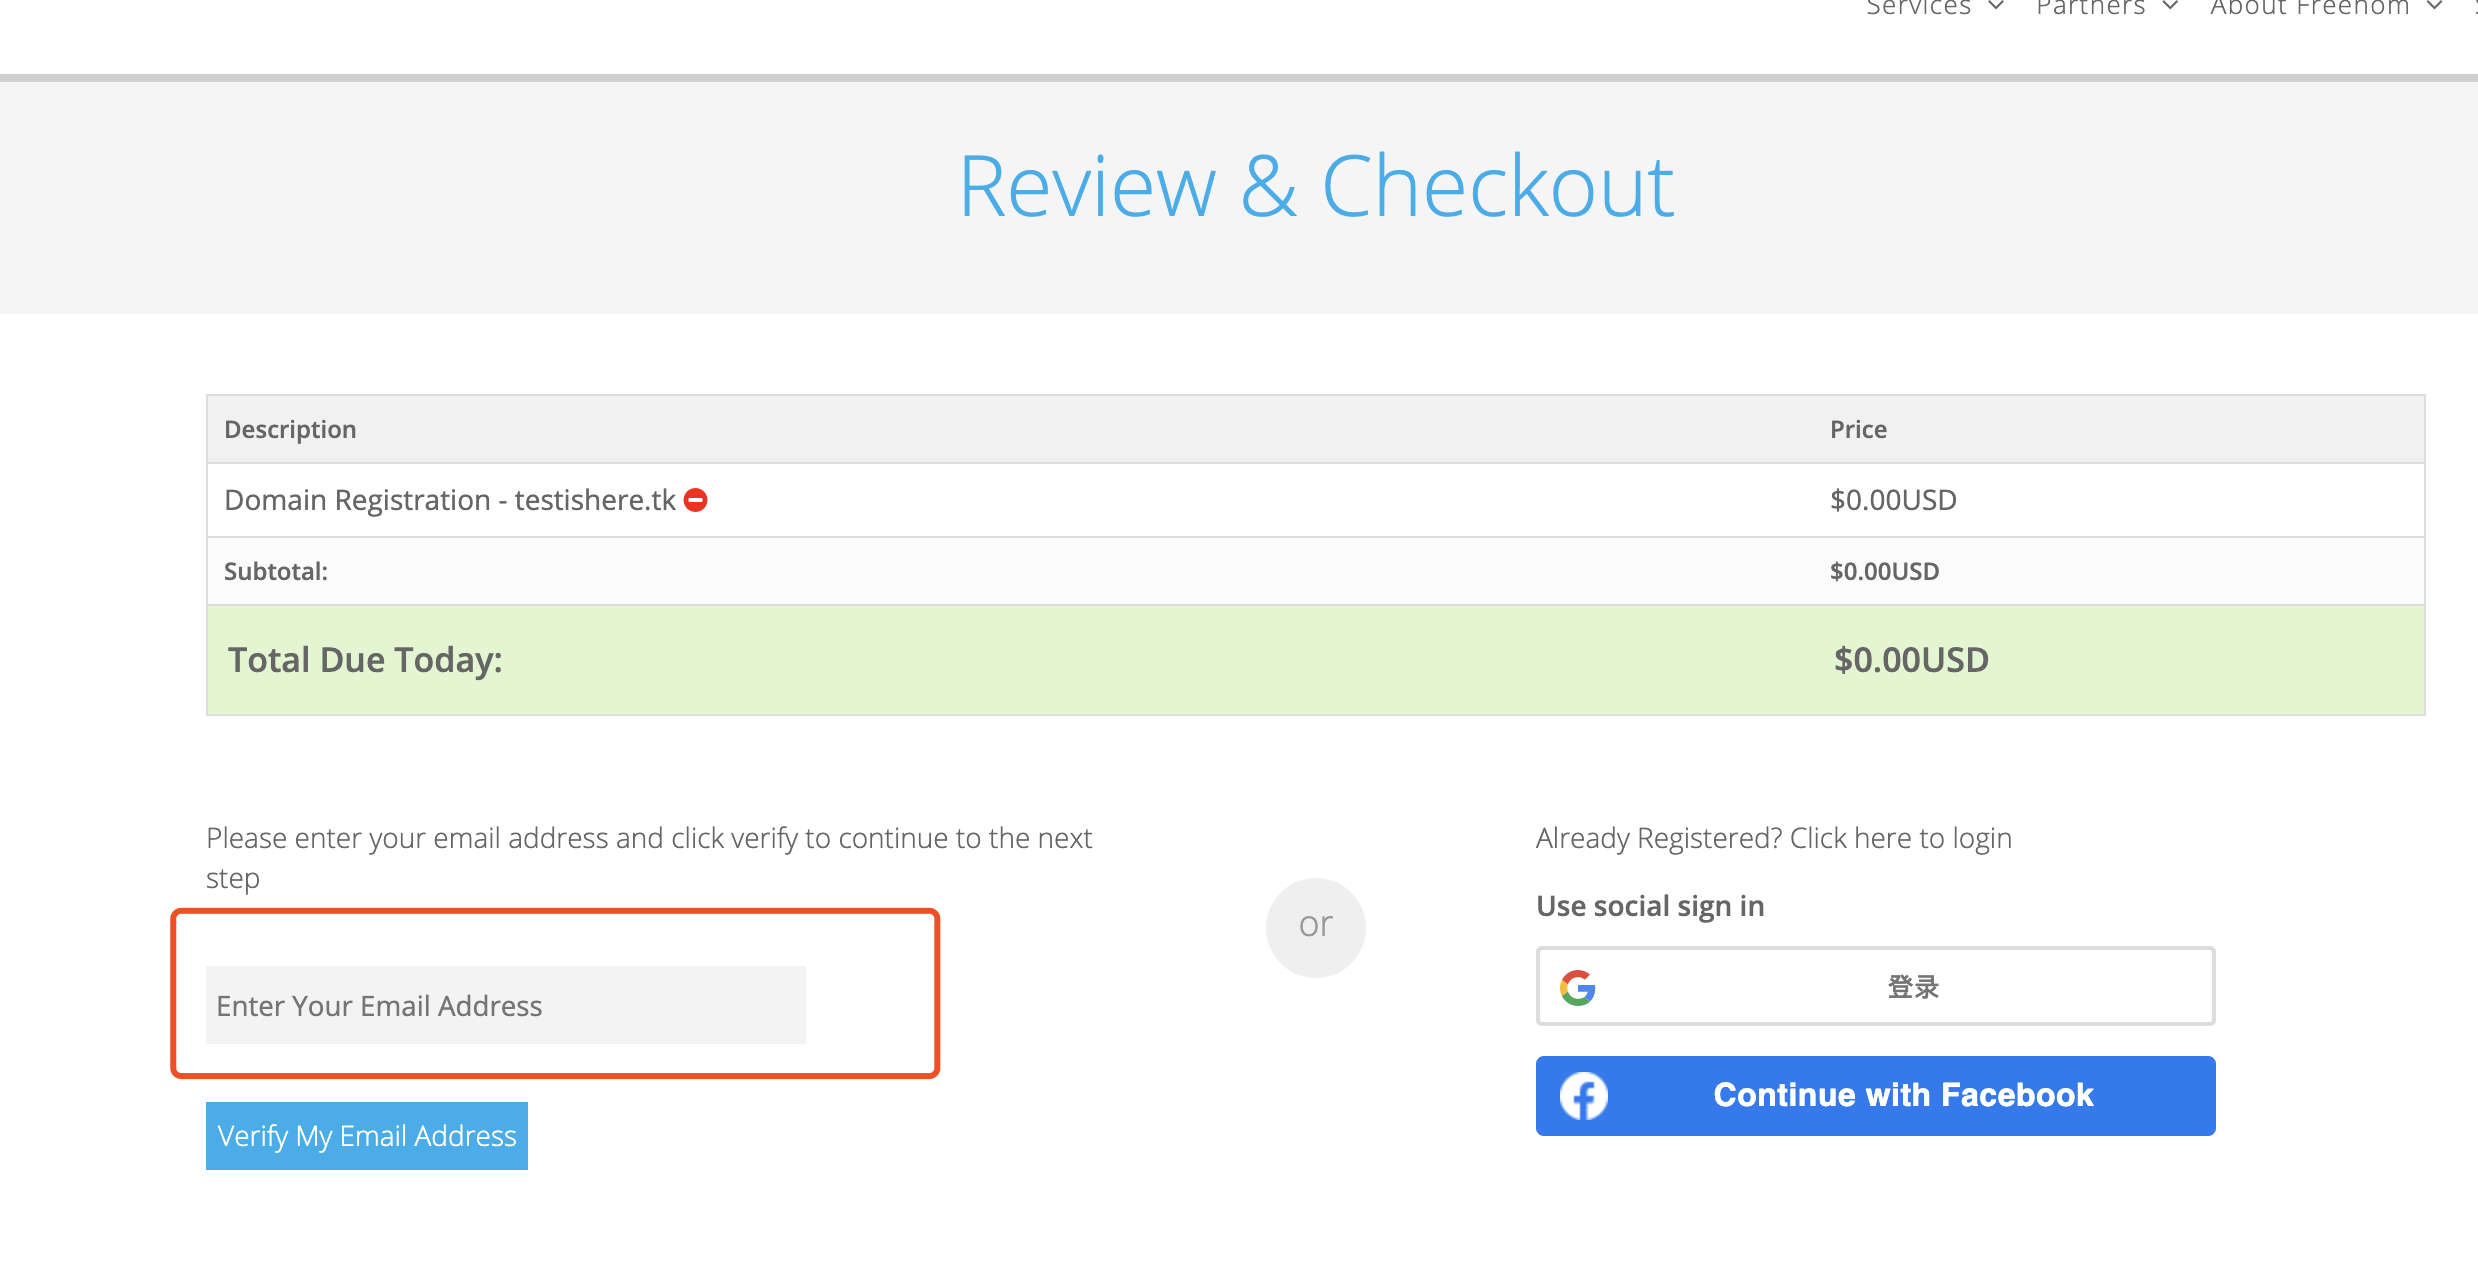 Services Partners About Freenom
Review & Checkout
Description Price
Domain Registration - testishere.tk $0.00USD
Subtotal: $0.00USD
Total Due Today: $0.00USD
Please enter your email address and click verify to continue to the next
step
Enter Your Email Address
Verify My Email Address
or
Already Registered? Click here to login
Use social sign in
登录
Continue with Facebook